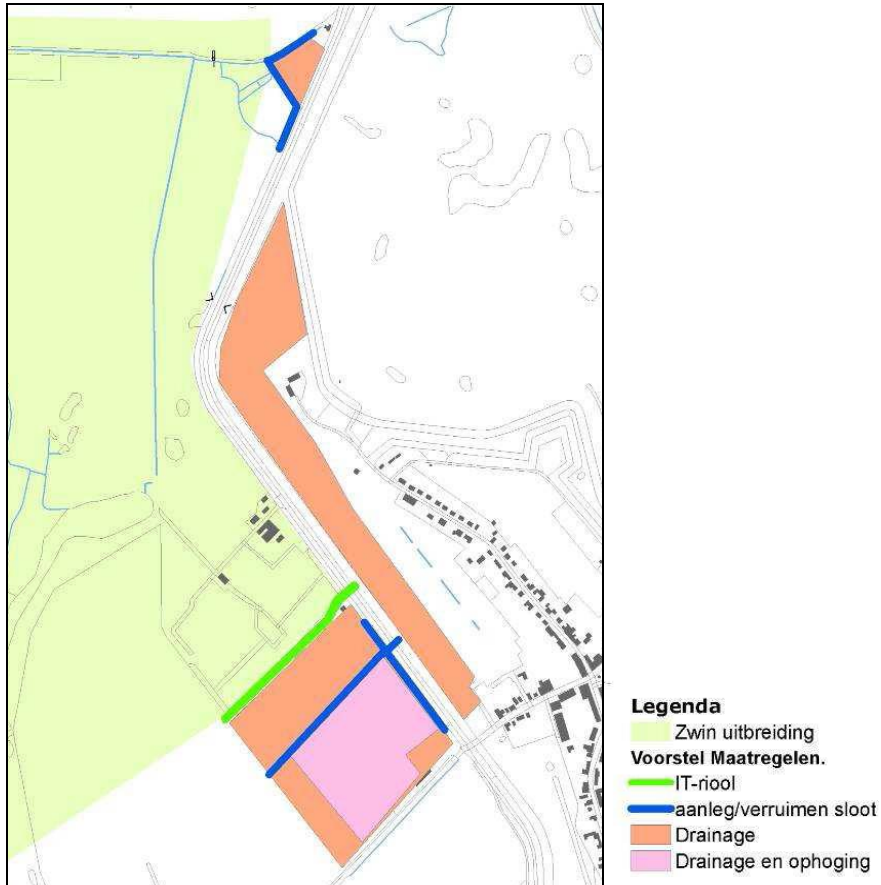 Legenda
Zwin uitbreiding
Voorstel Maatregelen.
IT-riool
aanleg/verruimen sloot
Drainage
Drainage en ophoging